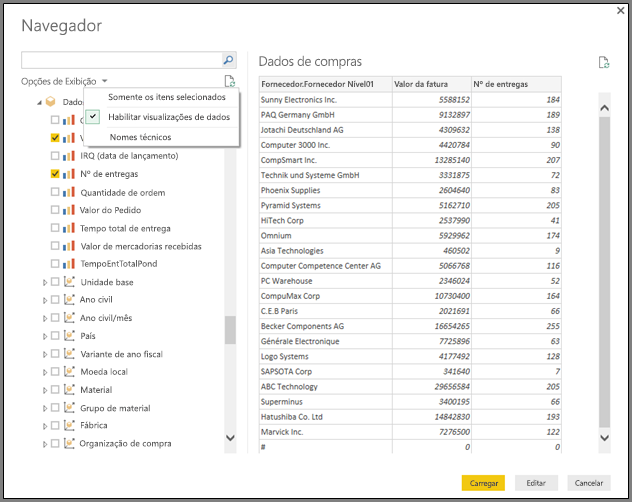 Navegador
Opções de Exibição
Somente os itens selecionados
Habilitar visualizações de dados
Nomes técnicos
Dados
IRQ (data de lançamento)
Nº de entregas
Quantidade de ordem
Valor do Pedido
Tempo total de entrega
Valor de mercadorias recebidas
TempoEntTotalPond
Unidade base
Ano civil
Ano civil/mês
País
Variante de ano fiscal
Moeda local
Material
Grupo de material
Fábrica
Organização de compra
Dados de compras
Fornecedor.Fornecedor Nível01 Valor da fatura Nº de entregas
Sunny Electronics Inc. 5588152 184
PAQ Germany GmbH 9132897 189
Jotachi Deutschland AG 4309632 138
Computer 3000 Inc. 4420784 90
CompSmart Inc. 13285140 207
Technik und Systeme GmbH 3331875 72
Phoenix Supplies 2604640 83
Pyramid Systems 5162710 205
HiTech Corp 2537990 41
Omnium 5929962 174
Asia Technologies 460502 9
Computer Competence Center AG 5066768 116
PC Warehouse 2346024 52
CompuMax Corp 10730400 164
C.E.B Paris 2021691 66
Becker Components AG 16654265 255
Générale Electronique 7725896 63
Logo Systems 4177492 128
SAPSOTA Corp 341640 7
ABC Technology 29656584 205
Superminus 3400195 66
Hatushiba Co. Ltd 14842830 193
Marvick Inc. 7276500 122
# 0 0
Carregar Editar Cancelar